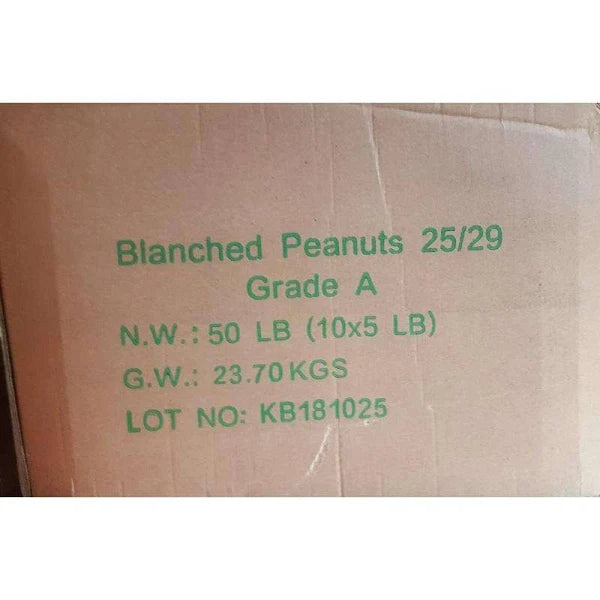 Blanched Peanuts 25/29
Grade A
N.W.: 50 LB (10x5 LB)
G.W.: 23.70 KGS
LOT NO: KB181025